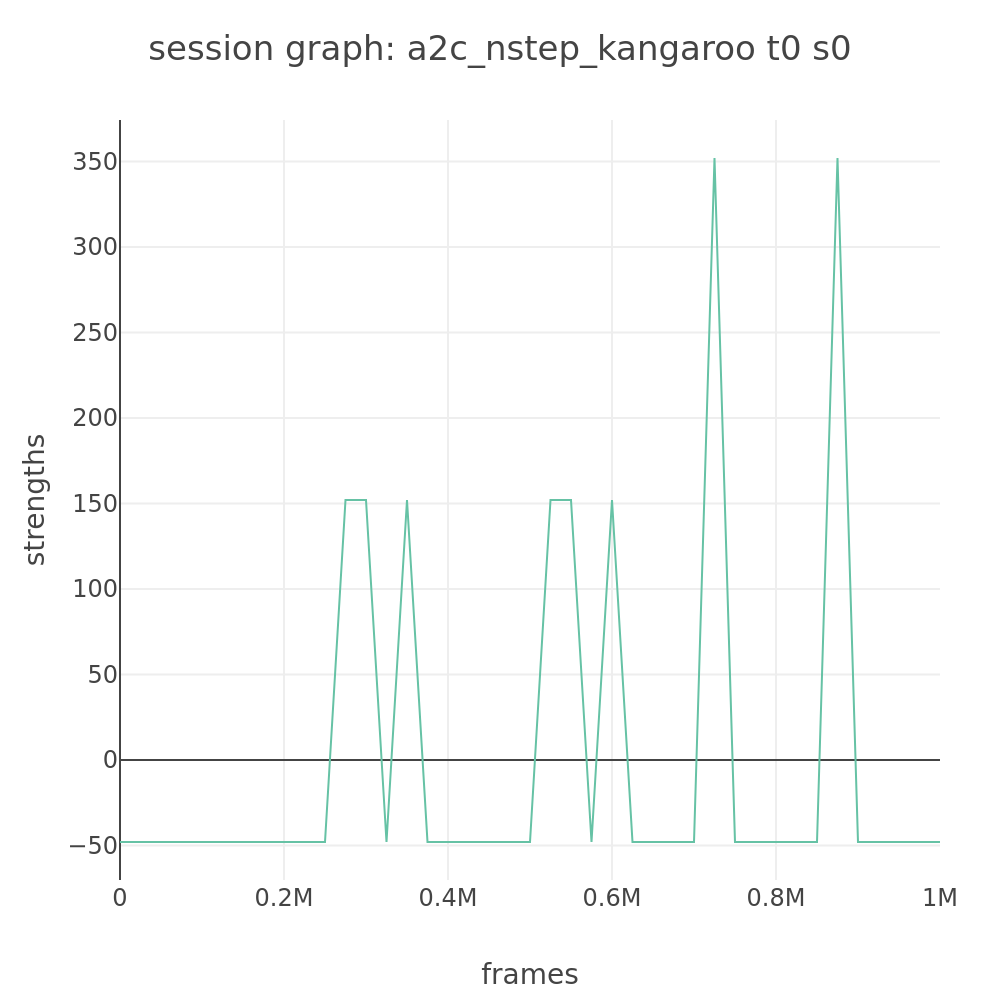 session graph: a2c_nstep_kangaroo t0 s0
350
300
250
200
150
100
50
0
−50
strengths
0
0.2M
0.4M
0.6M
0.8M
1M
frames